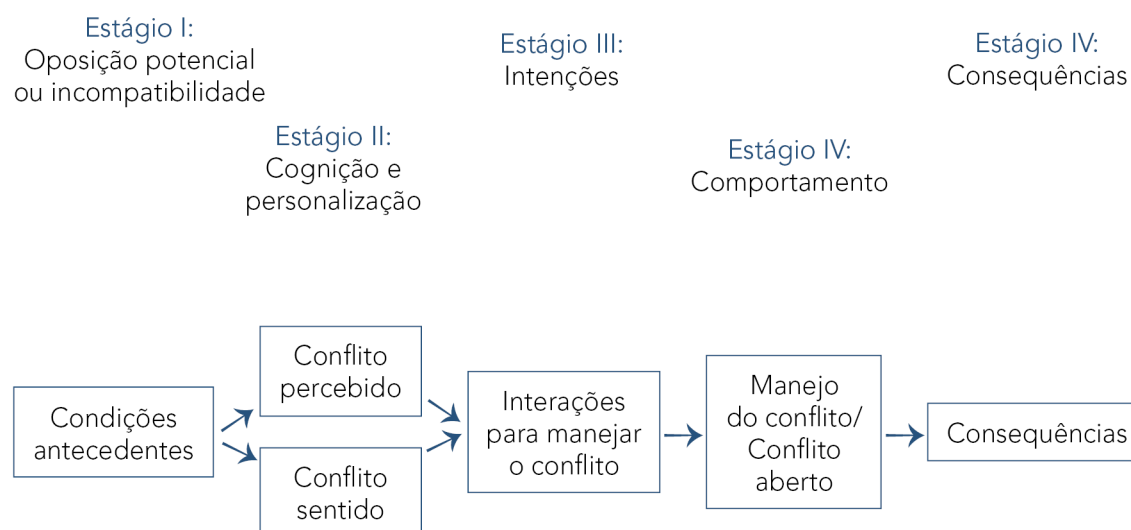 Estágio I:
Oposição potencial
ou incompatibilidade
Estágio II:
Cognição e
personalização
Estágio III:
Intenções
Estágio IV:
Comportamento
Estágio IV:
Consequências
Condições
antecedentes
Conflito
percebido
Conflito
sentido
Interações
para manejar
o conflito
Manejo
do conflito/
Conflito
aberto
Consequências